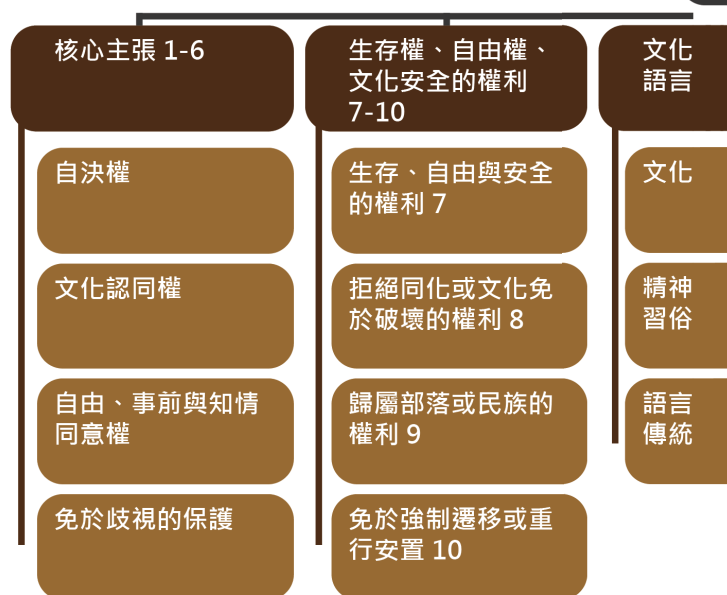 核心主張 1-6
自決權
文化認同權
自由、事前與知情
同意權
免於歧視的保護
生存權、自由權、
文化安全的權利
7-10
生存、自由與安全
的權利 7
拒絕同化或文化免
於破壞的權利 8
歸屬部落或民族的
權利 9
免於強制遷移或重
行安置 10
文化
語言
文化
精神
習俗
語言
傳統